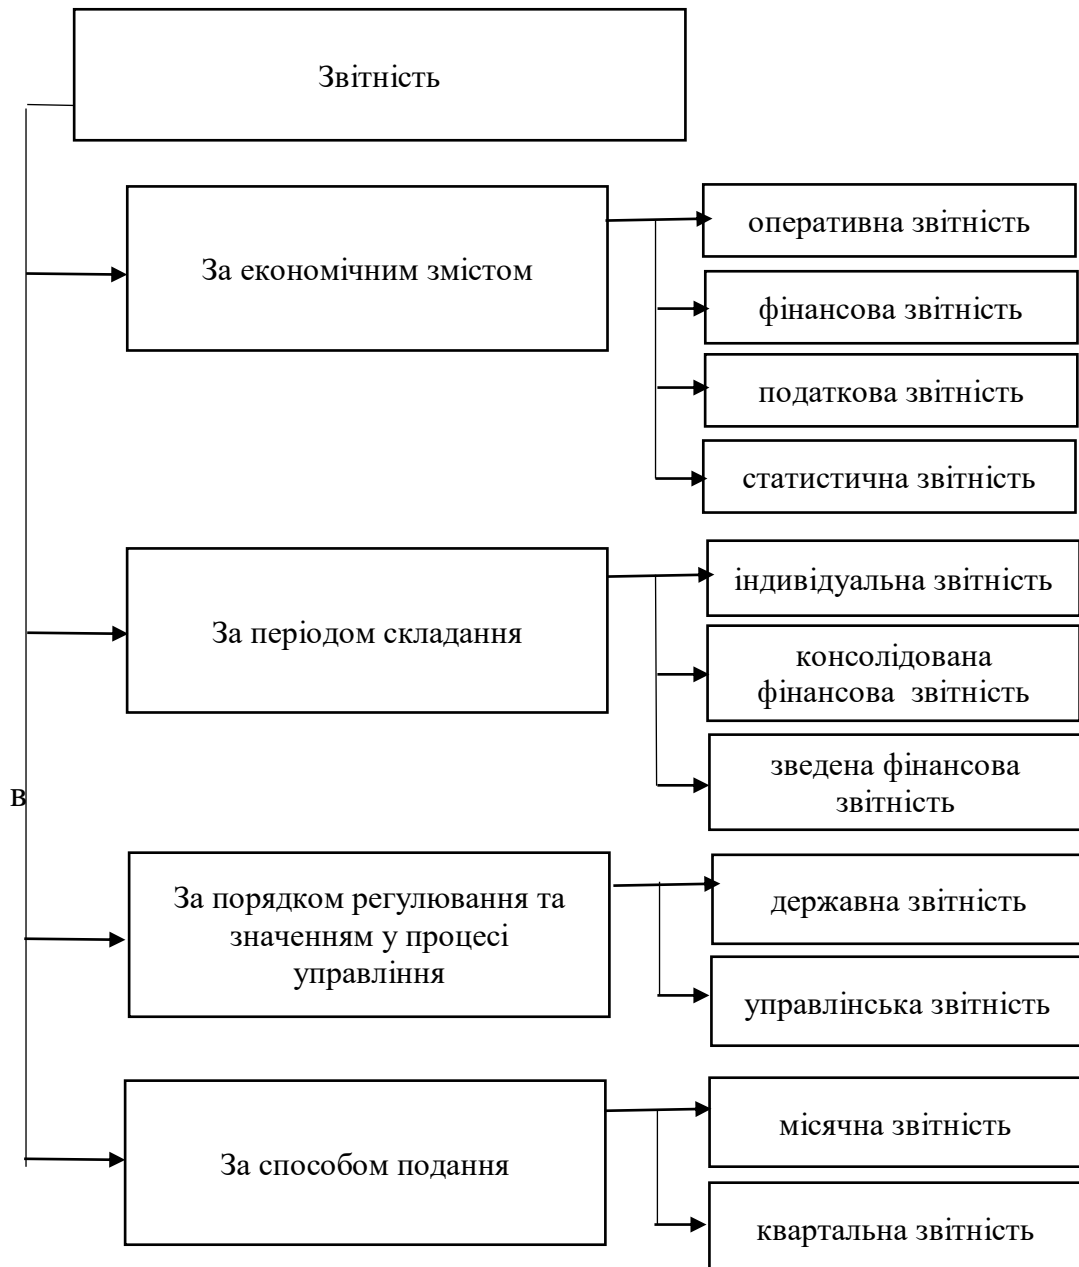 Звітність
За економічним змістом
оперативна звітність
фінансова звітність
податкова звітність
статистична звітність
За періодом складання
індивідуальна звітність
консолідована
фінансова звітність
зведена фінансова
звітність
в
За порядком регулювання та
значенням у процесі
управління
державна звітність
управлінська звітність
За способом подання
місячна звітність
квартальна звітність